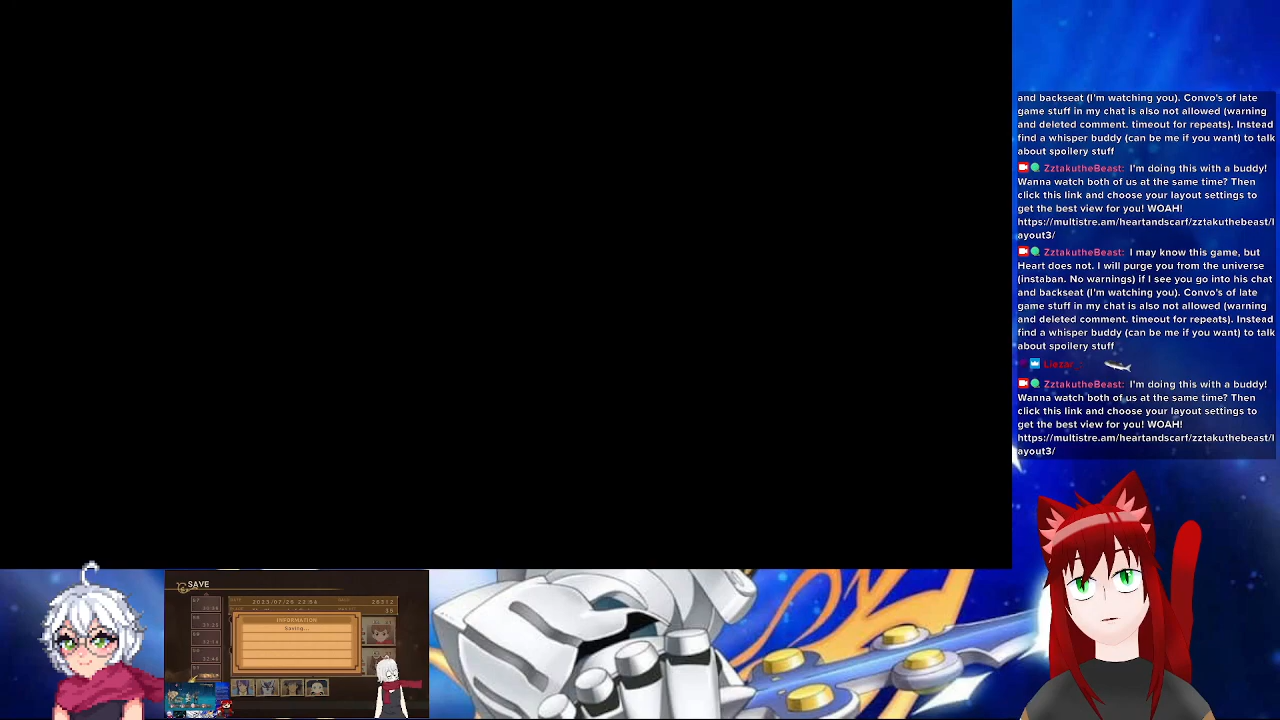 and backseat (I'm watching you). Convo's of late
game stuff in my chat is also not allowed (warning
and deleted comment. timeout for repeats). Instead
find a whisper buddy (can be me if you want) to talk
about spoilery stuff
ZztakutheBeast: I'm doing this with a buddy!
Wanna watch both of us at the same time? Then
click this link and choose your layout settings to
get the best view for you! WOAH!
https://multistre.am/heartandscarf/zztakuthebeast/l
ayout3/
ZztakutheBeast: I may know this game, but
Heart does not. I will purge you from the universe
(instaban. No warnings) if I see you go into his chat
and backseat (I'm watching you). Convo's of late
game stuff in my chat is also not allowed (warning
and deleted comment. timeout for repeats). Instead
find a whisper buddy (can be me if you want) to talk
about spoilery stuff
ZztakutheBeast: I'm doing this with a buddy!
Wanna watch both of us at the same time? Then
click this link and choose your layout settings to
get the best view for you! WOAH!
https://multistre.am/heartandscarf/zztakuthebeast/l
ayout3/
SAVE
INFORMATION
Saving...